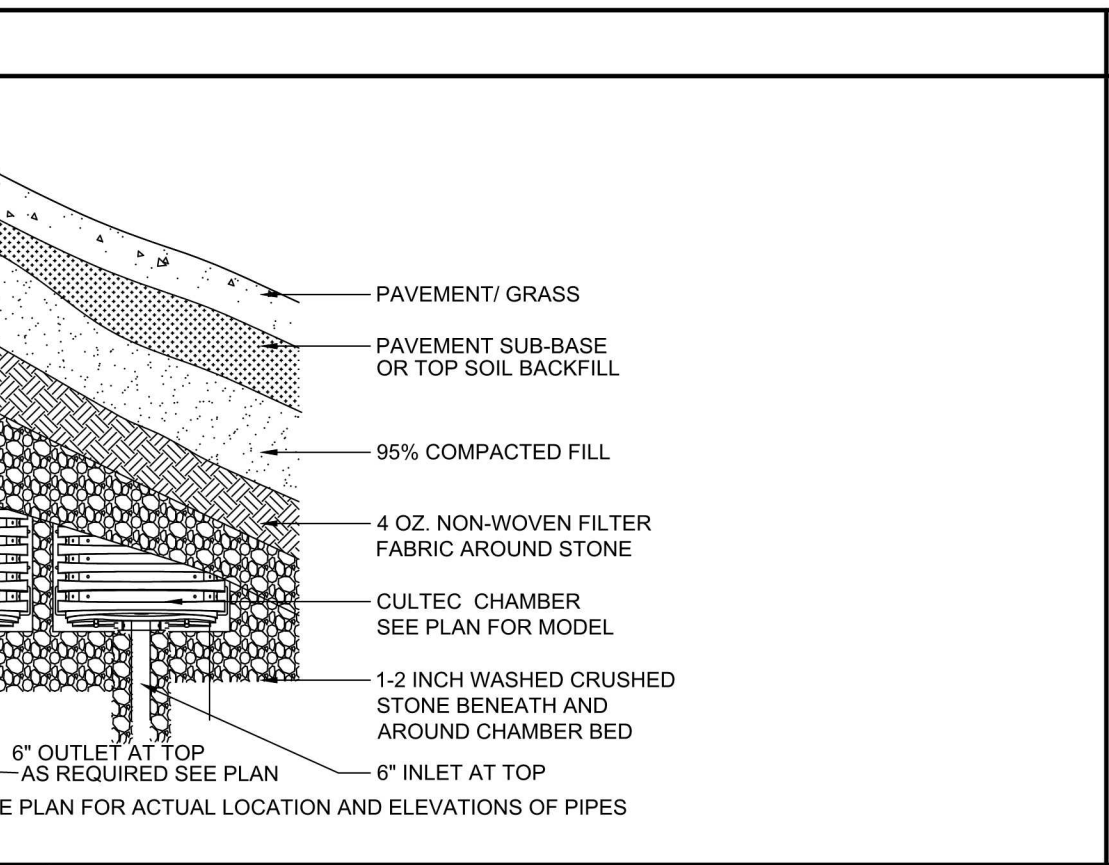 PAVEMENT/ GRASS
PAVEMENT SUB-BASE
OR TOP SOIL BACKFILL
95% COMPACTED FILL
4 OZ. NON-WOVEN FILTER
FABRIC AROUND STONE
CULTEC CHAMBER
SEE PLAN FOR MODEL
1-2 INCH WASHED CRUSHED
STONE BENEATH AND
AROUND CHAMBER BED
6" OUTLET AT TOP
AS REQUIRED SEE PLAN
6" INLET AT TOP
E PLAN FOR ACTUAL LOCATION AND ELEVATIONS OF PIPES